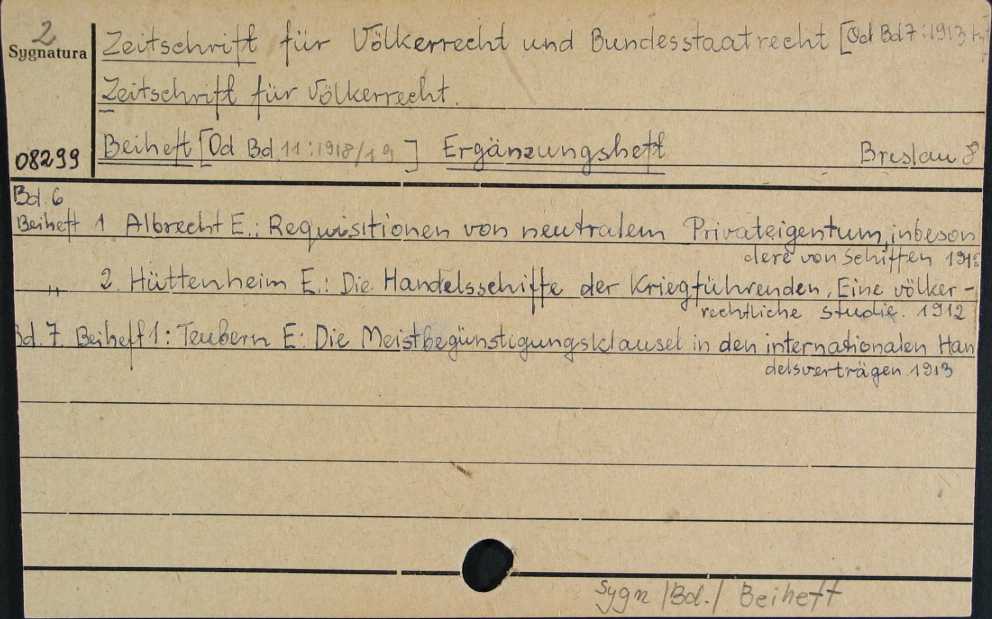 2
Sygnatura
08299
Zeitschrift für Völkerrecht und Bundesstaatrecht [Od Bd 7:1913 t.
Zeitschrift für Völkerrecht.
Beiheft [Od Bd 11:1918/19 ] Ergänzungsheft Breslau 8
Bd. 6
Beiheft 1 Albrecht E.: Requisitionen von neutralem Privateigentum, inbeson
dere von Schiffen 1912
—„— 2. Hüttenheim E.: Die Handelsschiffe der Kriegführenden. Eine völker-
rechtliche Studie. 1912
Bd. 7. Beiheft 1: Teubern E: Die Meistbegünstigungsklausel in den internationalen Han
delsverträgen 1913
Sygn /Bd./ Beiheft